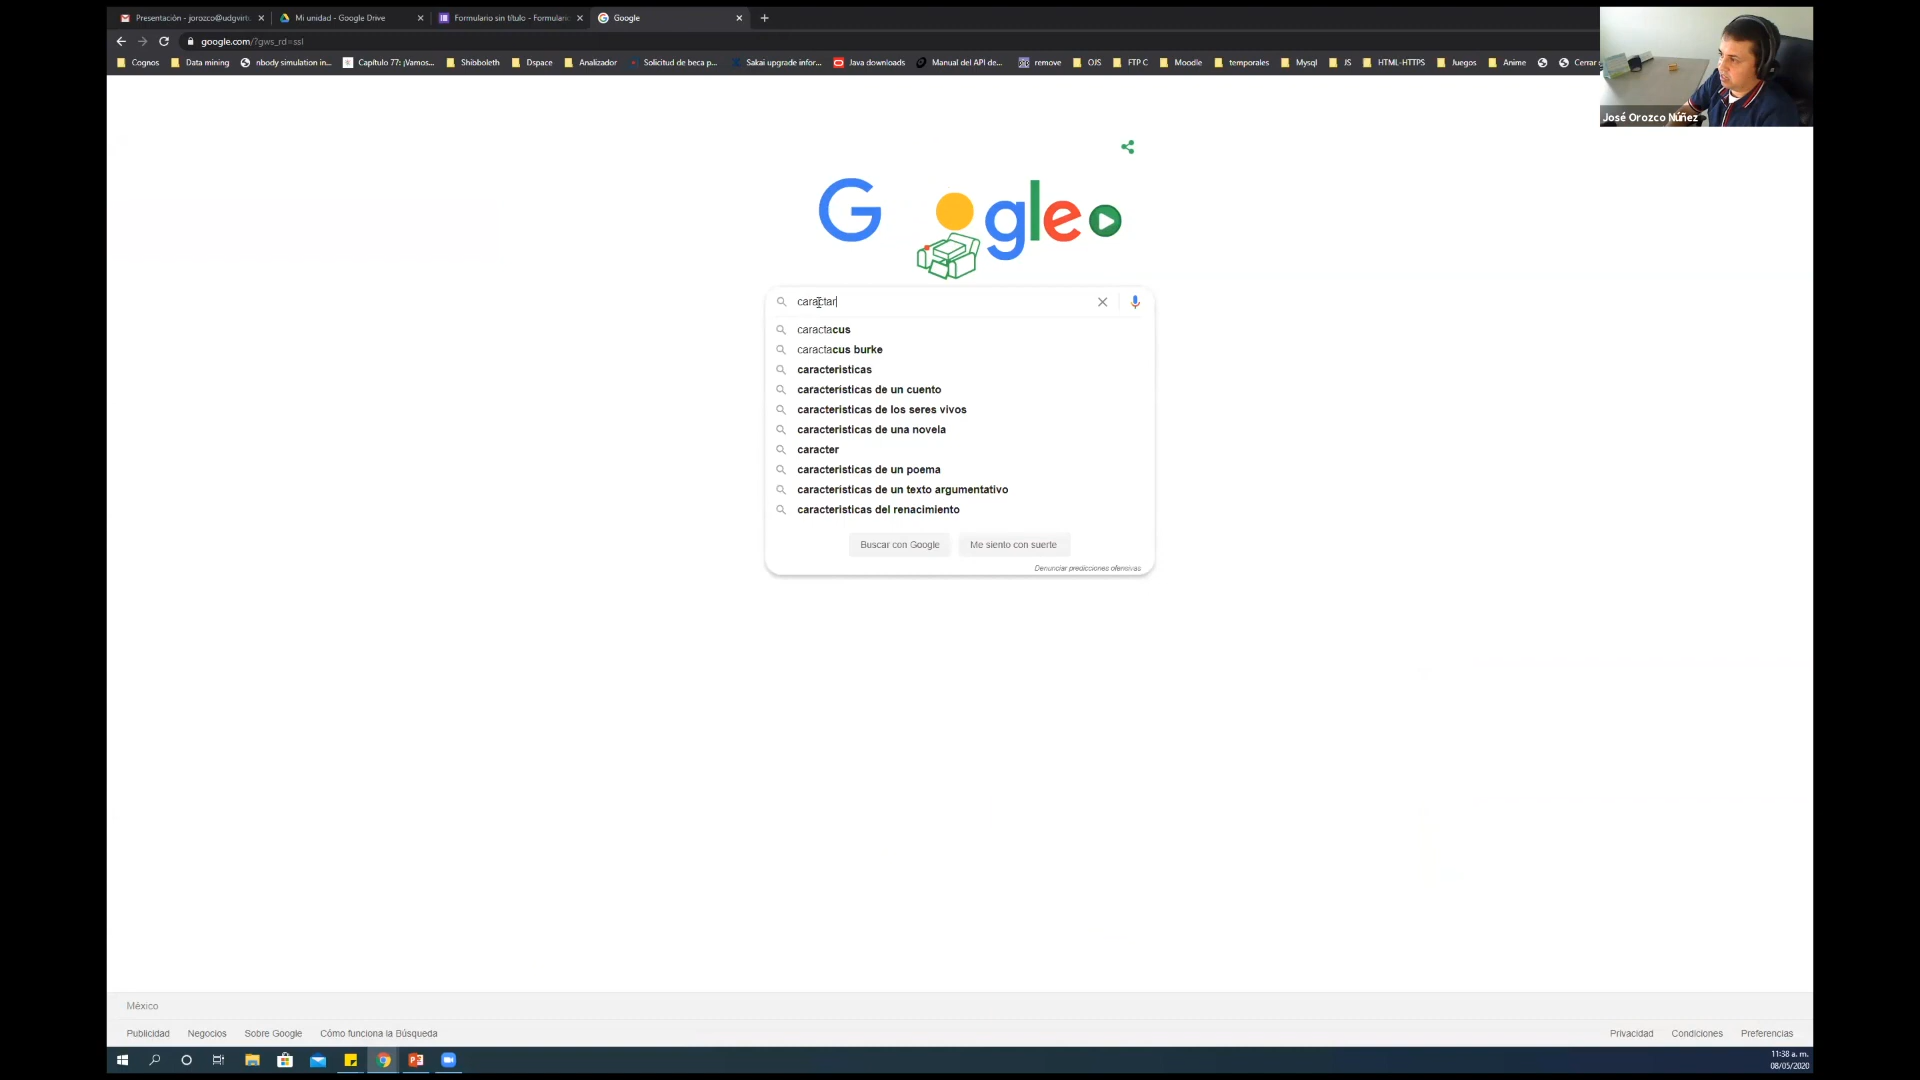 Presentación - jorozco@udgvirtu
Mi unidad - Google Drive
Formulario sin título - Formulario
Google
google.com/?gws_rd=ssl
Cognos
Data mining
nbody simulation in...
Capítulo 77: ¡Vamos...
Shibboleth
Dspace
Analizador
Solicitud de beca p...
Sakai upgrade infor...
Java downloads
Manual del API de...
remove
OJS
FTP C
Moodle
temporales
Mysql
JS
HTML-HTTPS
Juegos
Anime
Cerrar
José Orozco Núñez
Google
caractar
caractacus
caractacus burke
caracteristicas
caracteristicas de un cuento
caracteristicas de los seres vivos
caracteristicas de una novela
caracter
caracteristicas de un poema
caracteristicas de un texto argumentativo
caracteristicas del renacimiento
Buscar con Google
Me siento con suerte
Denunciar predicciones ofensivas
México
Publicidad
Negocios
Sobre Google
Cómo funciona la Búsqueda
Privacidad
Condiciones
Preferencias
11:38 a. m.
08/05/2020